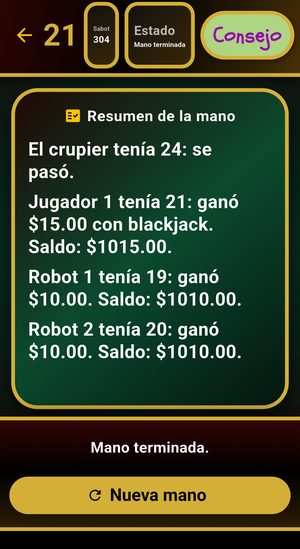 21
Sabot
304
Estado
Mano terminada
Consejo
Resumen de la mano
El crupier tenía 24: se
pasó.
Jugador 1 tenía 21: ganó
$15.00 con blackjack.
Saldo: $1015.00.
Robot 1 tenía 19: ganó
$10.00. Saldo: $1010.00.
Robot 2 tenía 20: ganó
$10.00. Saldo: $1010.00.
Mano terminada.
Nueva mano